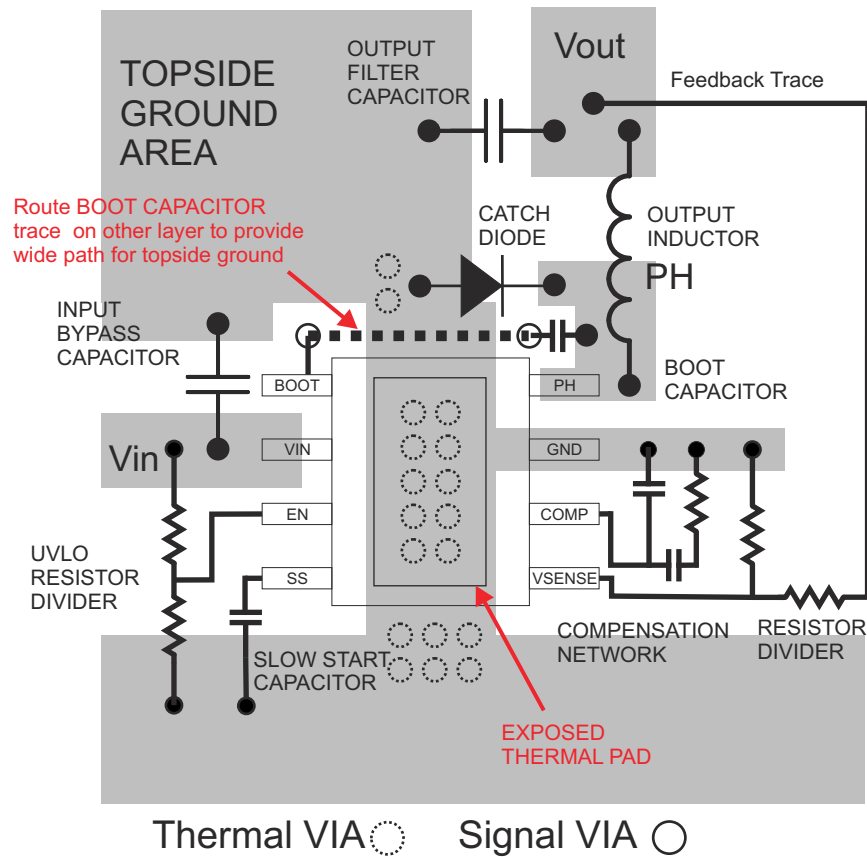 TOPSIDE
GROUND
AREA
OUTPUT
FILTER
CAPACITOR
Vout
Feedback Trace
Route BOOT CAPACITOR
trace on other layer to provide
wide path for topside ground
CATCH
DIODE
OUTPUT
INDUCTOR
PH
INPUT
BYPASS
CAPACITOR
BOOT
CAPACITOR
BOOT
PH
Vin
VIN
GND
EN
COMP
SS
VSENSE
UVLO
RESISTOR
DIVIDER
SLOW START
CAPACITOR
COMPENSATION
NETWORK
RESISTOR
DIVIDER
EXPOSED
THERMAL PAD
Thermal VIA
Signal VIA